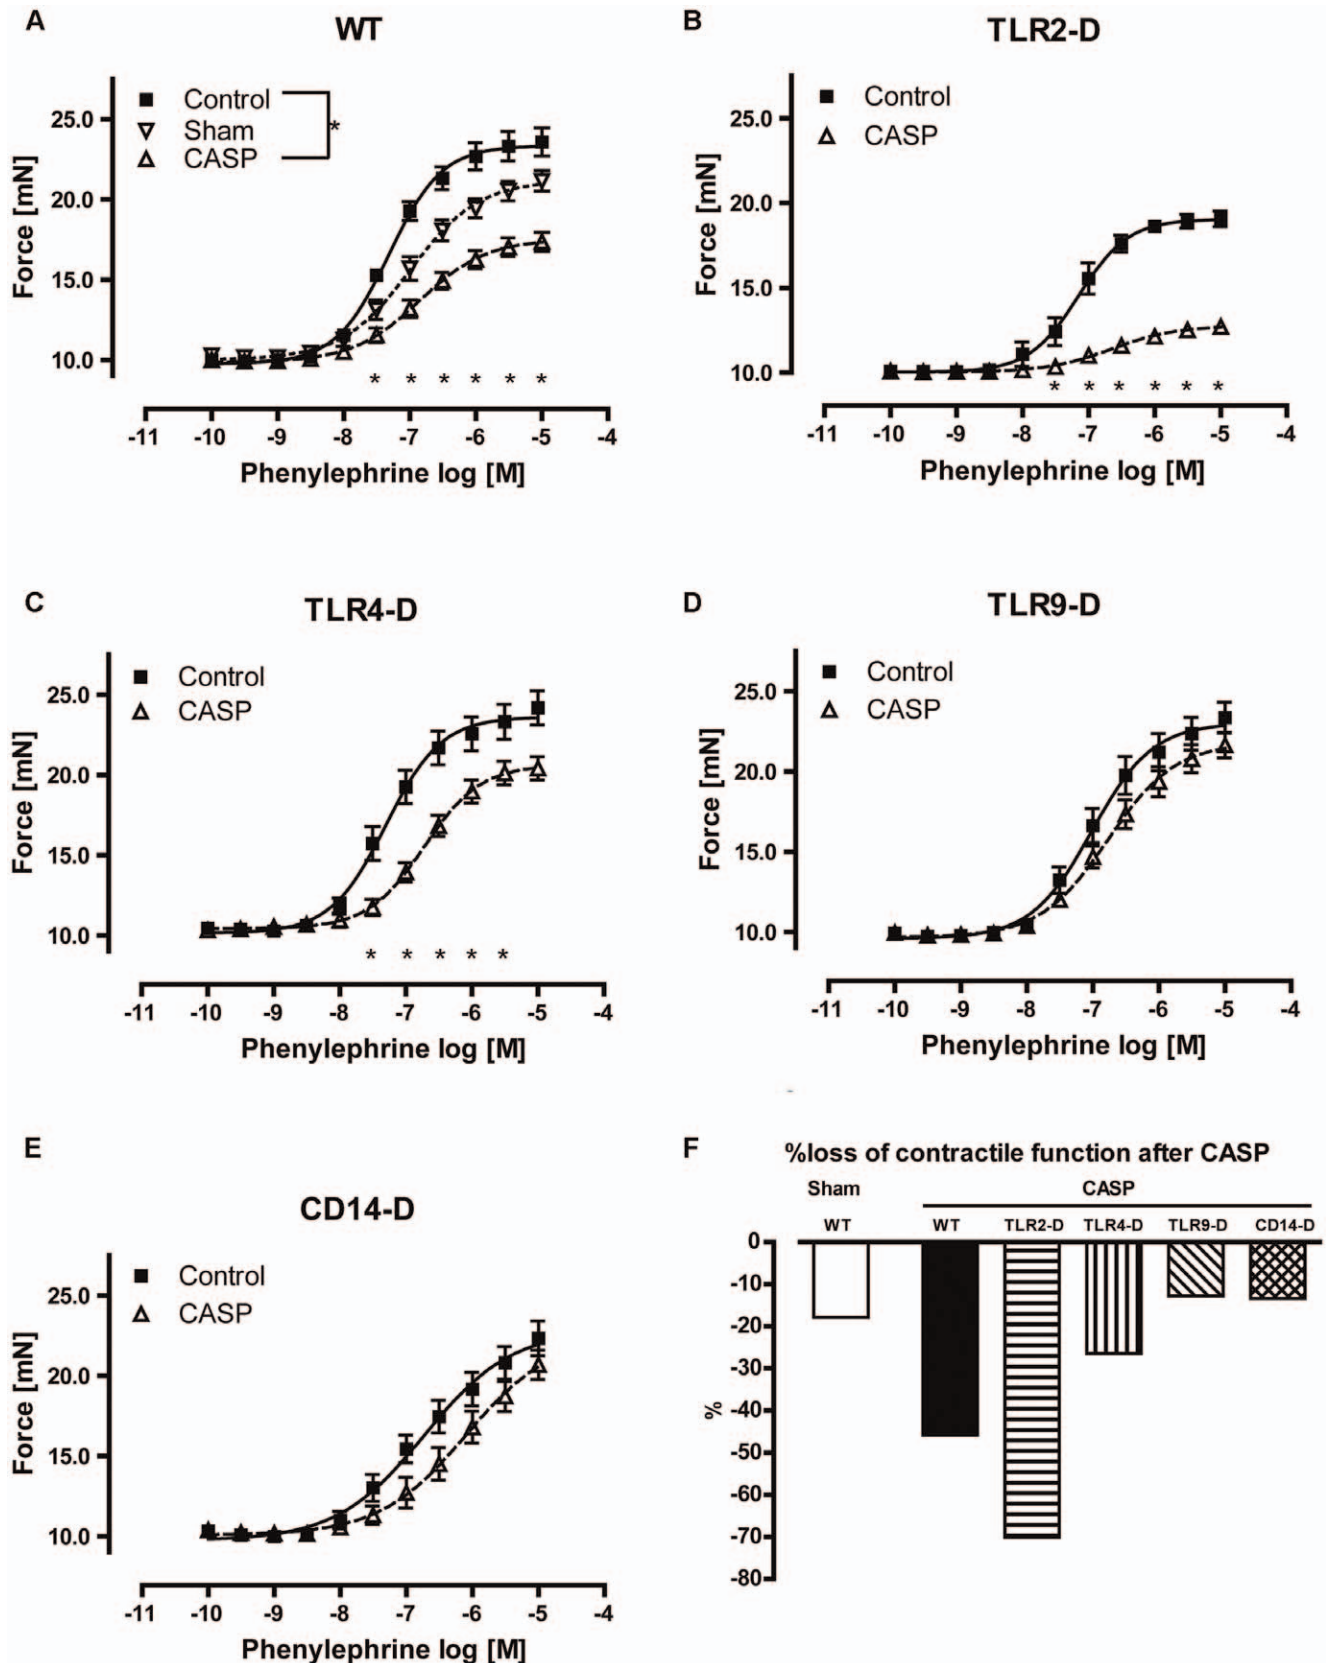 A
WT
Control
Sham
CASP
*
25.0
20.0
15.0
10.0
Force [mN]
* * * * * *
-11 -10 -9 -8 -7 -6 -5 -4
Phenylephrine log [M]
B
TLR2-D
Control
CASP
25.0
20.0
15.0
10.0
Force [mN]
* * * * * *
-11 -10 -9 -8 -7 -6 -5 -4
Phenylephrine log [M]
C
TLR4-D
Control
CASP
25.0
20.0
15.0
10.0
Force [mN]
* * * * *
-11 -10 -9 -8 -7 -6 -5 -4
Phenylephrine log [M]
D
TLR9-D
Control
CASP
25.0
20.0
15.0
10.0
Force [mN]
-11 -10 -9 -8 -7 -6 -5 -4
Phenylephrine log [M]
E
CD14-D
Control
CASP
25.0
20.0
15.0
10.0
Force [mN]
-11 -10 -9 -8 -7 -6 -5 -4
Phenylephrine log [M]
F
%loss of contractile function after CASP
Sham CASP
WT WT TLR2-D TLR4-D TLR9-D CD14-D
0
-10
-20
-30
-40
-50
-60
-70
-80
%